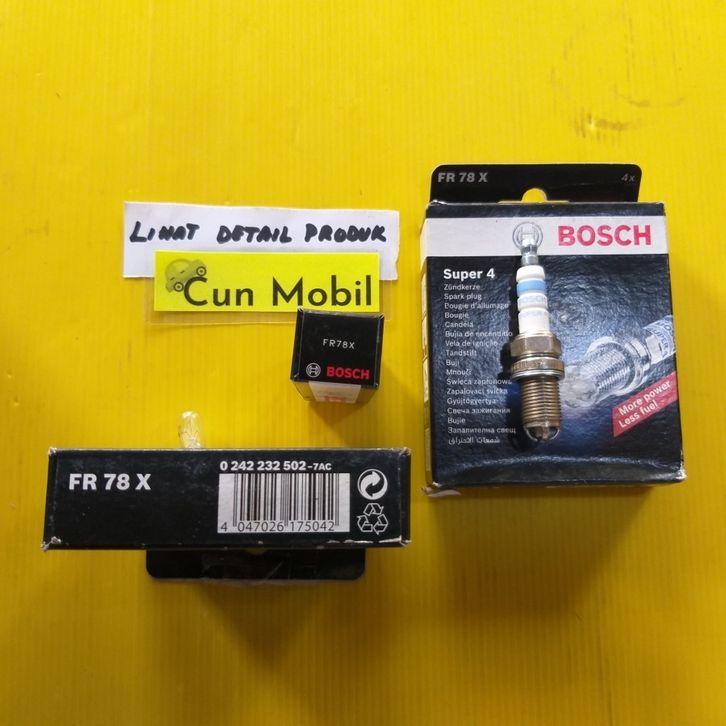 FR 78 X 4x
BOSCH
LIHAT DETAIL PRODUK
Cun Mobil
Super 4
Zündkerze
Spark plug
Bougie d'allumage
Bougie
Candela
Bujía de encendido
Vela de ignição
Tändstift
Buji
Μπουζί
Świeca zapłonowa
Zapalovací svíčka
Gyújtógyertya
Свеча зажигания
Bujie
Запалителна свещ
شمعات الاحتراق
BOSCH
More power
Less fuel
FR78X
BOSCH
FR 78 X
0 242 232 502-7AC
4 047026 175042